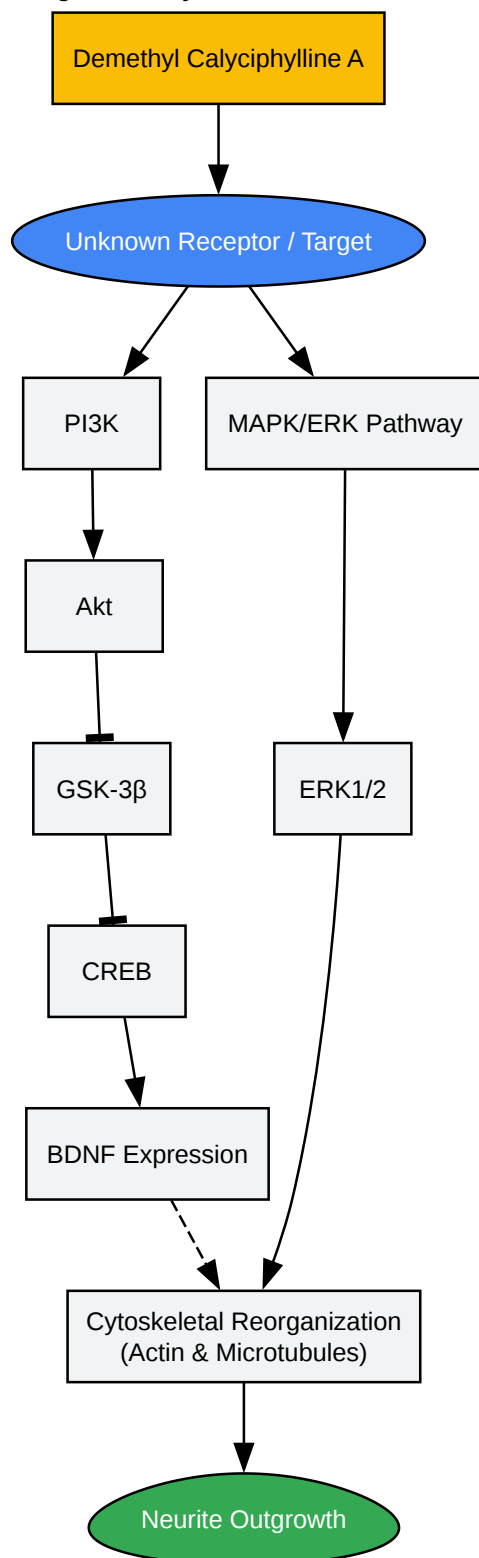 Demethyl Calyciphylline A
Unknown Receptor / Target
PI3K
MAPK/ERK Pathway
Akt
GSK-3β
ERK1/2
CREB
BDNF Expression
Cytoskeletal Reorganization
(Actin & Microtubules)
Neurite Outgrowth